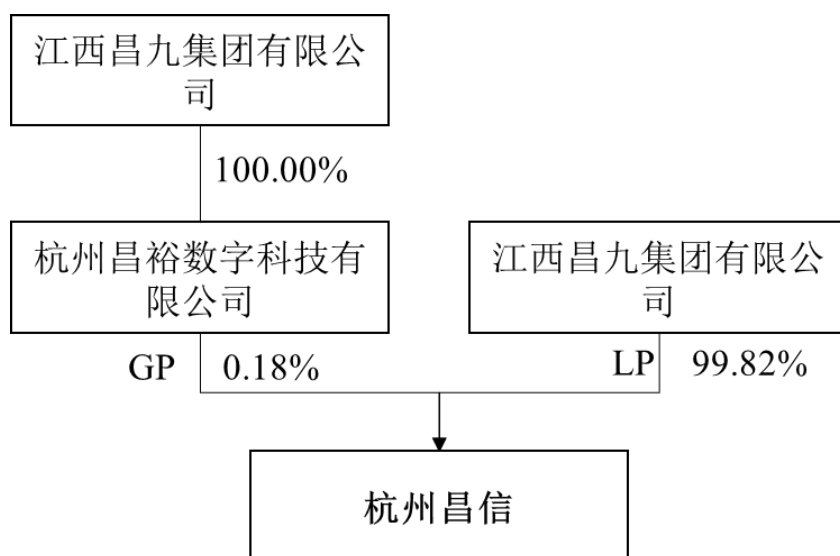 江西昌九集团有限公
司
100.00%
杭州昌裕数字科技有
限公司
江西昌九集团有限公
司
GP 0.18%
LP 99.82%
杭州昌信